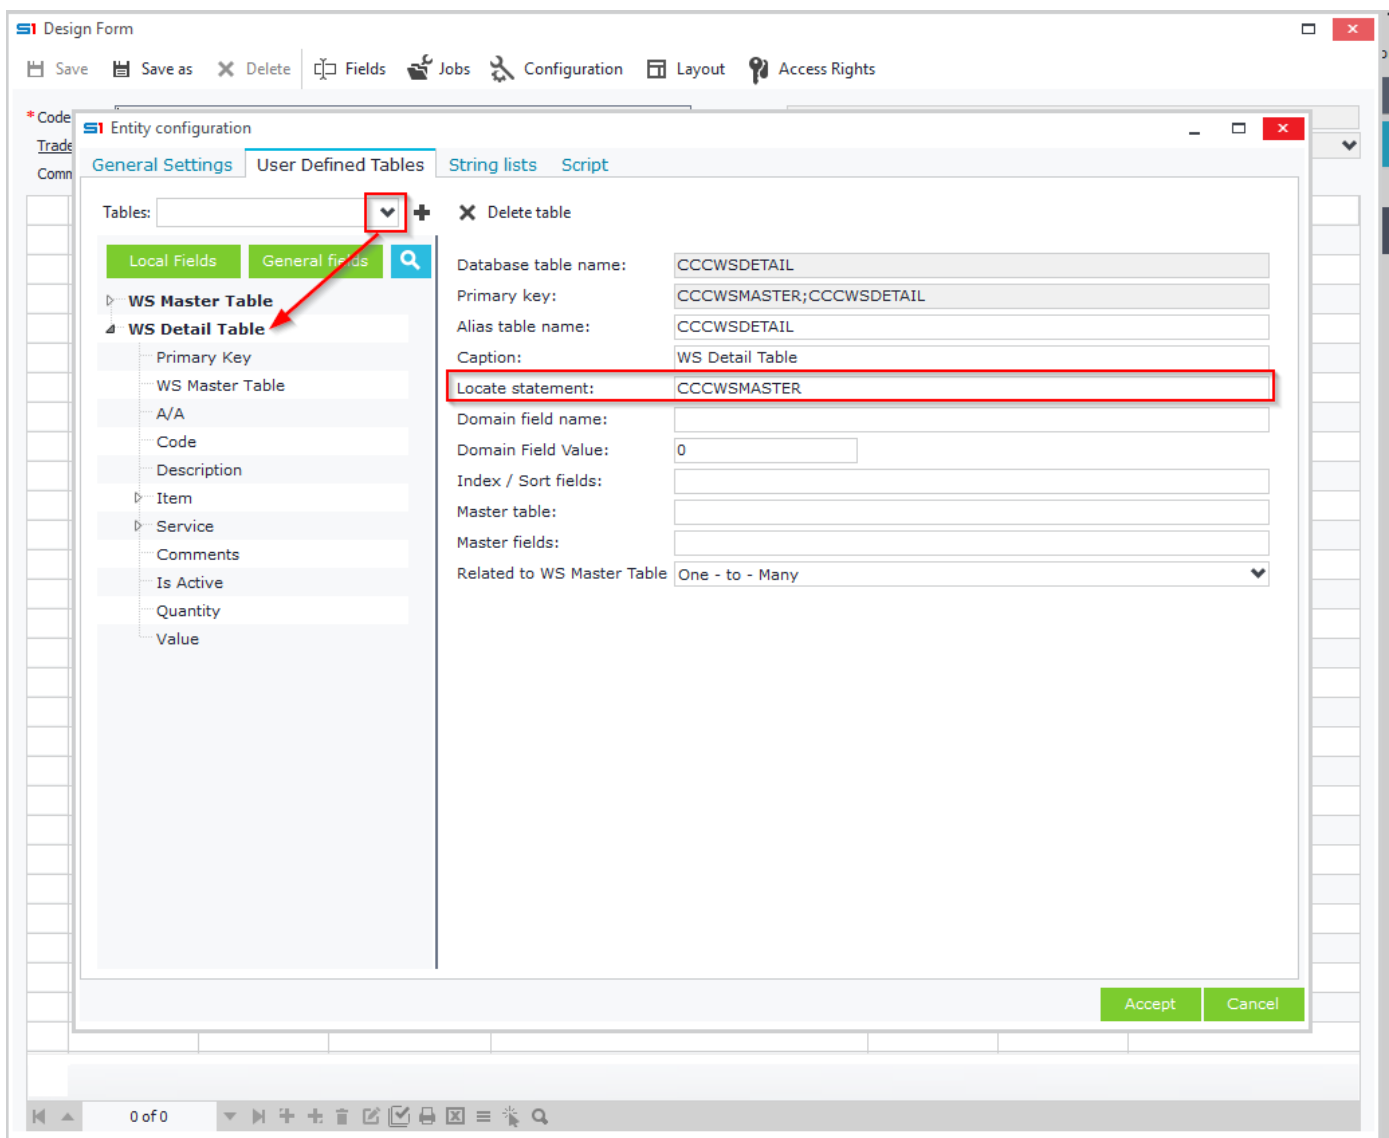 S1 Design Form
Save Save as Delete Fields Jobs Configuration Layout Access Rights
* Code
S1 Entity configuration
Trade
General Settings User Defined Tables String lists Script
Comm
Tables: Delete table
Local Fields General fields
Database table name: CCCWSDETAIL
Primary key: CCCWSMASTER;CCCWSDETAIL
WS Master Table
Alias table name: CCCWSDETAIL
WS Detail Table
Caption: WS Detail Table
Primary Key
Locate statement: CCCWSMASTER
WS Master Table
Domain field name:
A/A
Domain Field Value: 0
Code
Index / Sort fields:
Description
Master table:
Item
Master fields:
Service
Related to WS Master Table One - to - Many
Comments
Is Active
Quantity
Value
Accept Cancel
0 of 0